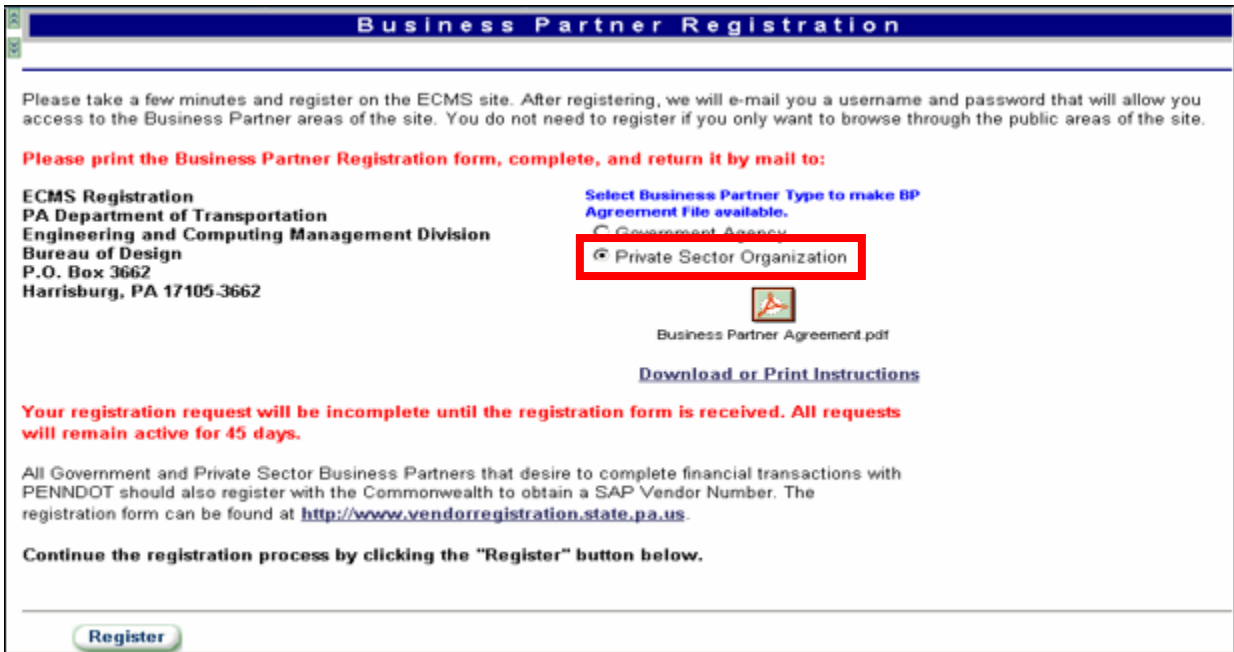 Business Partner Registration
Please take a few minutes and register on the ECMS site. After registering, we will e-mail you a username and password that will allow you
access to the Business Partner areas of the site. You do not need to register if you only want to browse through the public areas of the site.
Please print the Business Partner Registration form, complete, and return it by mail to:
ECMS Registration
PA Department of Transportation
Engineering and Computing Management Division
Bureau of Design
P.O. Box 3662
Harrisburg, PA 17105-3662
Select Business Partner Type to make BP
Agreement File available.
Government Agency
Private Sector Organization
Business Partner Agreement.pdf
Download or Print Instructions
Your registration request will be incomplete until the registration form is received. All requests
will remain active for 45 days.
All Government and Private Sector Business Partners that desire to complete financial transactions with
PENNDOT should also register with the Commonwealth to obtain a SAP Vendor Number. The
registration form can be found at http://www.vendorregistration.state.pa.us.
Continue the registration process by clicking the "Register" button below.
Register